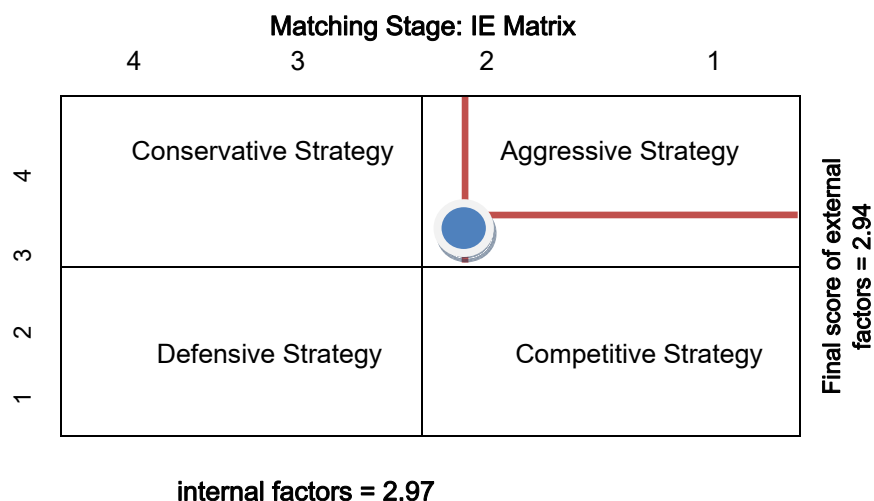 Matching Stage: IE Matrix
4 3 2 1
Conservative Strategy
Aggressive Strategy
4
3
Defensive Strategy
Competitive Strategy
2
1
Final score of external
factors = 2.94
internal factors = 2.97